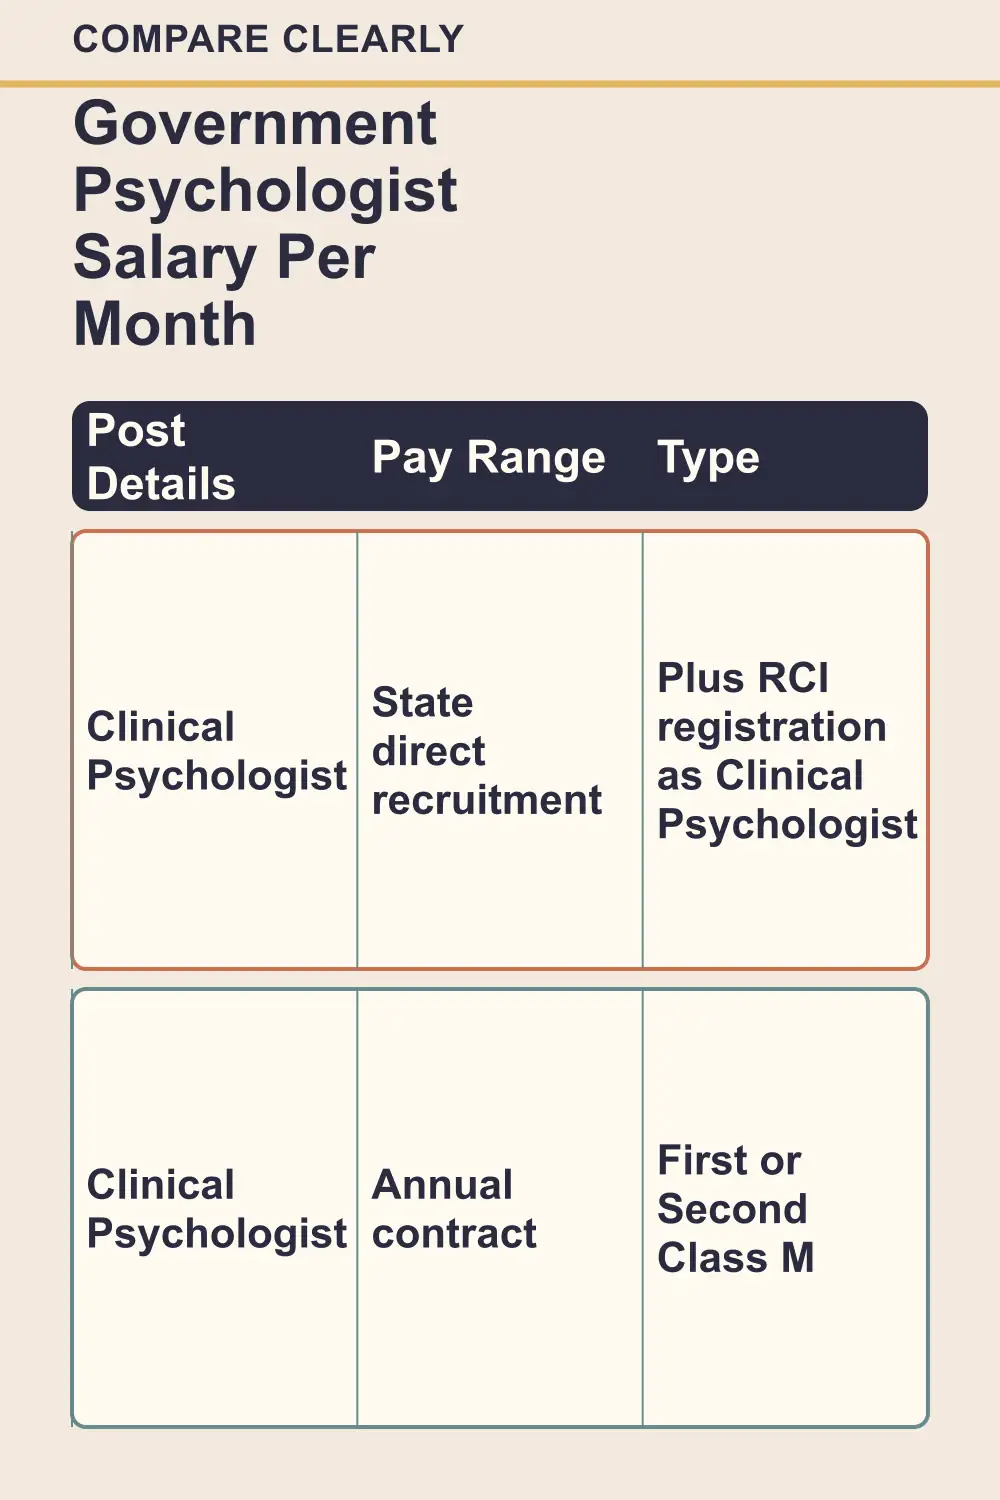 COMPARE CLEARLY
Government
Psychologist
Salary Per
Month
Post
Details
Pay Range
Type
Clinical
Psychologist
State
direct
recruitment
Plus RCI
registration
as Clinical
Psychologist
Clinical
Psychologist
Annual
contract
First or
Second
Class M